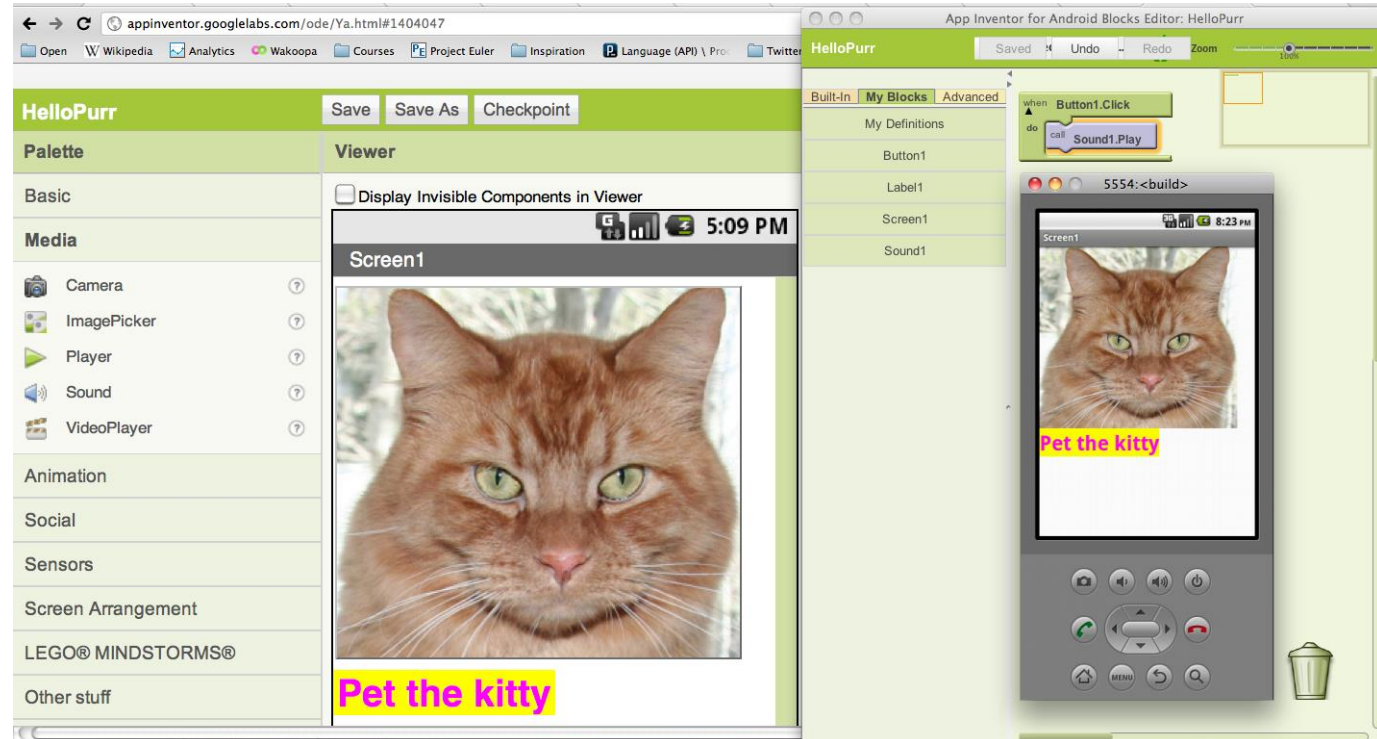 appinventor.googlelabs.com/ode/Ya.html#1404047
Open Wikipedia Analytics Wakoopa Courses Project Euler Inspiration Language (API) \ Pro Twitter
HelloPurr
Save Save As Checkpoint
Palette
Viewer
Basic
Display Invisible Components in Viewer
Media
5:09 PM
Screen1
Camera
ImagePicker
Player
Sound
VideoPlayer
Animation
Social
Sensors
Screen Arrangement
LEGO® MINDSTORMS®
Other stuff
Pet the kitty
App Inventor for Android Blocks Editor: HelloPurr
HelloPurr
Saved Undo Redo Zoom
100%
Built-In My Blocks Advanced
My Definitions
Button1
Label1
Screen1
Sound1
when Button1.Click
do
call Sound1.Play
5554:<build>
3G 8:23 PM
Screen1
Pet the kitty
MENU